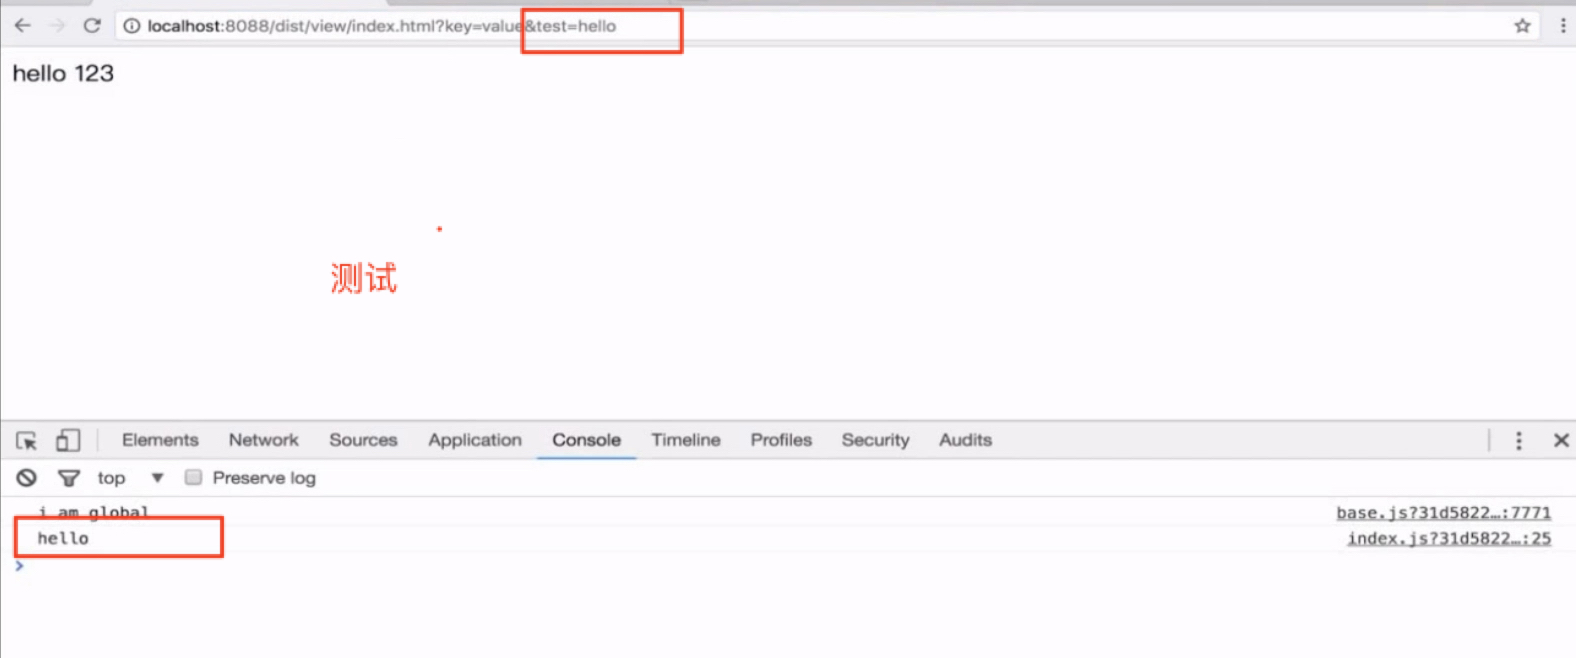 localhost:8088/dist/view/index.html?key=value&test=hello
hello 123
测试
Elements Network Sources Application Console Timeline Profiles Security Audits
top Preserve log
i am global base.js?31d5822…:7771
hello index.js?31d5822…:25